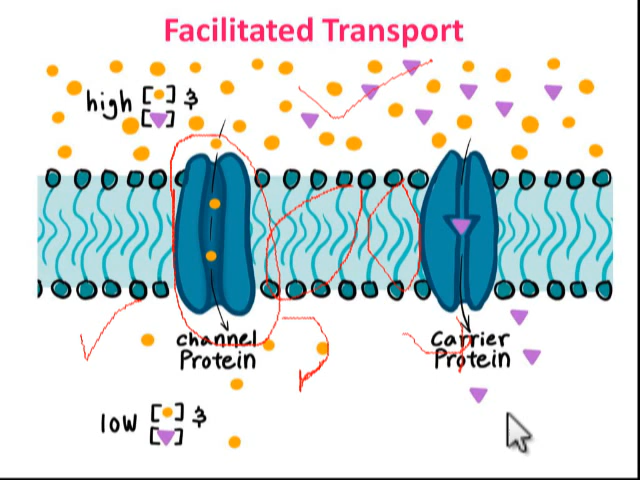 Facilitated Transport
high [ ] &
[ ]
channel
Protein
Carrier
Protein
low [ ] &
[ ]